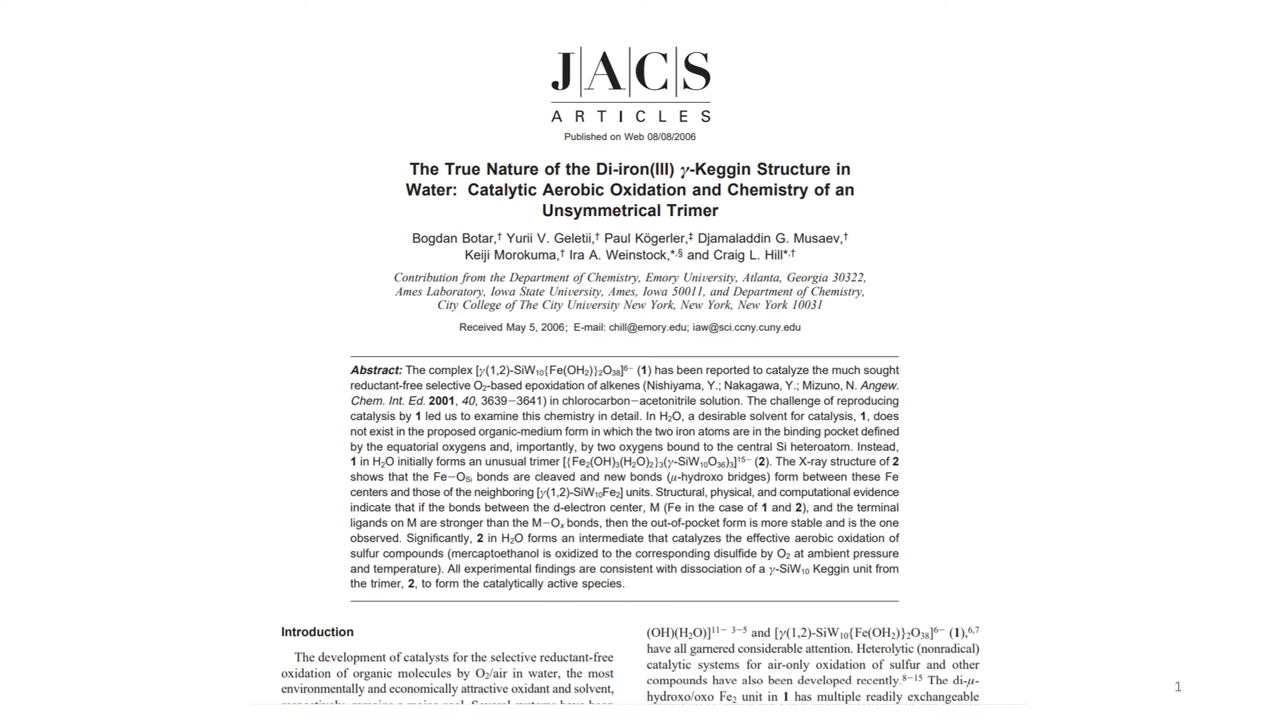 J|A|C|S
ARTICLES
Published on Web 08/08/2006
The True Nature of the Di-iron(III) γ-Keggin Structure in
Water: Catalytic Aerobic Oxidation and Chemistry of an
Unsymmetrical Trimer
Bogdan Botar,† Yurii V. Geletii,† Paul Kögerler,‡ Djamaladdin G. Musaev,†
Keiji Morokuma,† Ira A. Weinstock,*,§ and Craig L. Hill*,†
Contribution from the Department of Chemistry, Emory University, Atlanta, Georgia 30322,
Ames Laboratory, Iowa State University, Ames, Iowa 50011, and Department of Chemistry,
City College of The City University New York, New York, New York 10031
Received May 5, 2006; E-mail: chill@emory.edu; iaw@sci.ccny.cuny.edu
Abstract: The complex [γ(1,2)-SiW₁₀{Fe(OH₂)}₂O₃₈]⁶⁻ (1) has been reported to catalyze the much sought
reductant-free selective O₂-based epoxidation of alkenes (Nishiyama, Y.; Nakagawa, Y.; Mizuno, N. Angew.
Chem. Int. Ed. 2001, 40, 3639−3641) in chlorocarbon−acetonitrile solution. The challenge of reproducing
catalysis by 1 led us to examine this chemistry in detail. In H₂O, a desirable solvent for catalysis, 1, does
not exist in the proposed organic-medium form in which the two iron atoms are in the binding pocket defined
by the equatorial oxygens and, importantly, by two oxygens bound to the central Si heteroatom. Instead,
1 in H₂O initially forms an unusual trimer [{Fe₂(OH)₃(H₂O)₂}₃(γ-SiW₁₀O₃₆)₃]¹⁵⁻ (2). The X-ray structure of 2
shows that the Fe−O_Si bonds are cleaved and new bonds (μ-hydroxo bridges) form between these Fe
centers and those of the neighboring [γ(1,2)-SiW₁₀Fe₂] units. Structural, physical, and computational evidence
indicate that if the bonds between the d-electron center, M (Fe in the case of 1 and 2), and the terminal
ligands on M are stronger than the M−Oₓ bonds, then the out-of-pocket form is more stable and is the one
observed. Significantly, 2 in H₂O forms an intermediate that catalyzes the effective aerobic oxidation of
sulfur compounds (mercaptoethanol is oxidized to the corresponding disulfide by O₂ at ambient pressure
and temperature). All experimental findings are consistent with dissociation of a γ-SiW₁₀ Keggin unit from
the trimer, 2, to form the catalytically active species.
Introduction
The development of catalysts for the selective reductant-free
oxidation of organic molecules by O₂/air in water, the most
environmentally and economically attractive oxidant and solvent,
(OH)(H₂O)]¹¹⁻ ³⁻⁵ and [γ(1,2)-SiW₁₀{Fe(OH₂)}₂O₃₈]⁶⁻ (1),⁶,⁷
have all garnered considerable attention. Heterolytic (nonradical)
catalytic systems for air-only oxidation of sulfur and other
compounds have also been developed recently.⁸⁻¹⁵ The di-μ-
hydroxo/oxo Fe₂ unit in 1 has multiple readily exchangeable
1